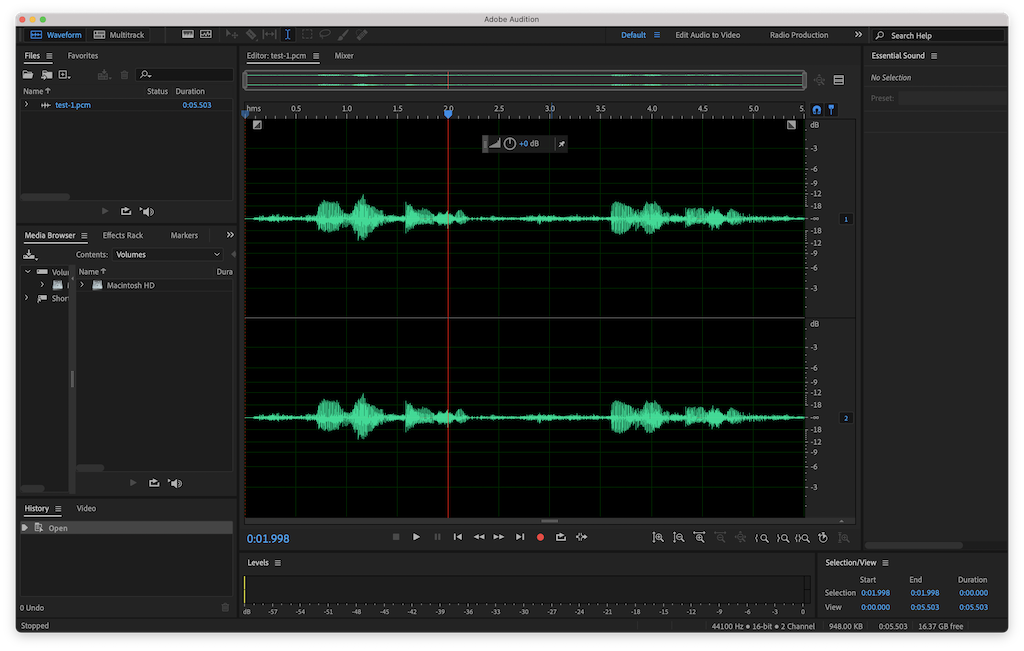 Adobe Audition
Waveform Multitrack Default Edit Audio to Video Radio Production Search Help
Files Favorites
Name Status Duration
test-1.pcm 0:05.503
Editor: test-1.pcm Mixer
hms 0.5 1.0 1.5 2.0 2.5 3.0 3.5 4.0 4.5 5.0 5.
+0 dB
dB
-3
-6
-9
-12
-18
-∞
-18
-12
-9
-6
-3
1
dB
-3
-6
-9
-12
-18
-∞
-18
-12
-9
-6
-3
2
Essential Sound
No Selection
Preset:
Media Browser Effects Rack Markers
Contents: Volumes
Volu Name Dura
Macintosh HD
Short
History Video
Open
0 Undo
Stopped
0:01.998
Levels
dB -57 -54 -51 -48 -45 -42 -39 -36 -33 -30 -27 -24 -21 -18 -15 -12 -9 -6 -3 0
Selection/View
Start End Duration
Selection 0:01.998 0:01.998 0:00.000
View 0:00.000 0:05.503 0:05.503
44100 Hz • 16-bit • 2 Channel 948.00 KB 0:05.503 16.37 GB free